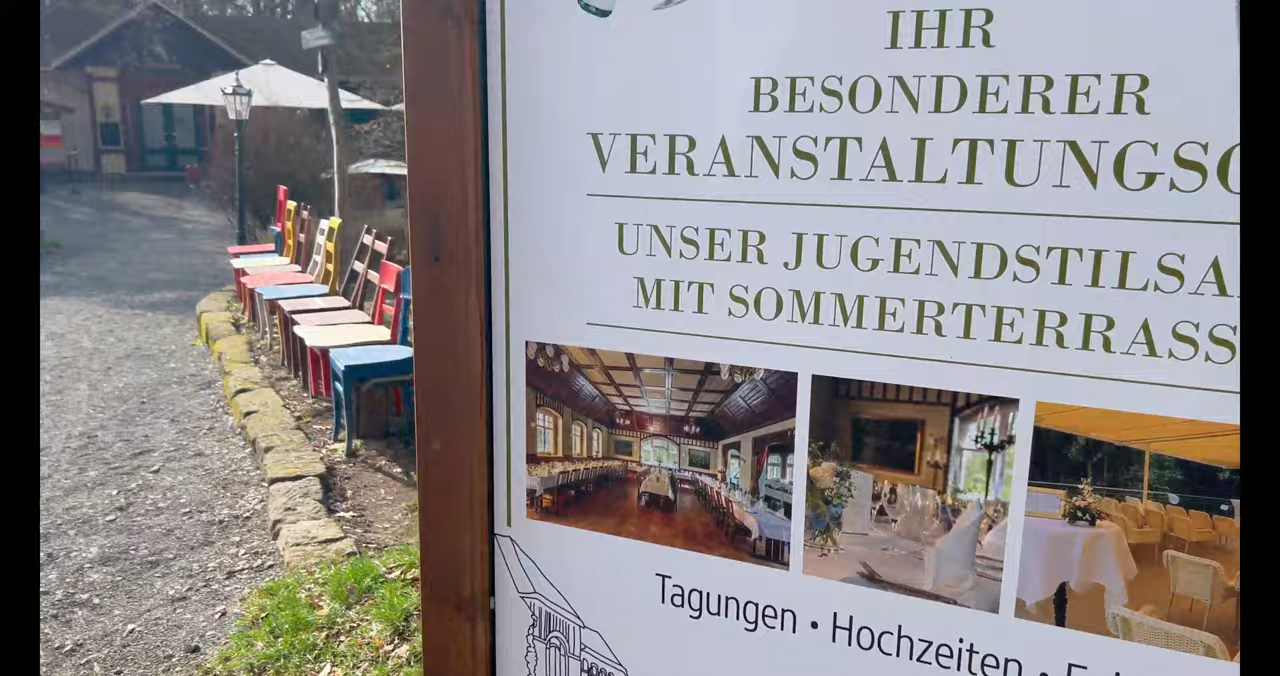 IHR
BESONDERER
VERANSTALTUNGSO
UNSER JUGENDSTILSA
MIT SOMMERTERRASS
Tagungen • Hochzeiten •